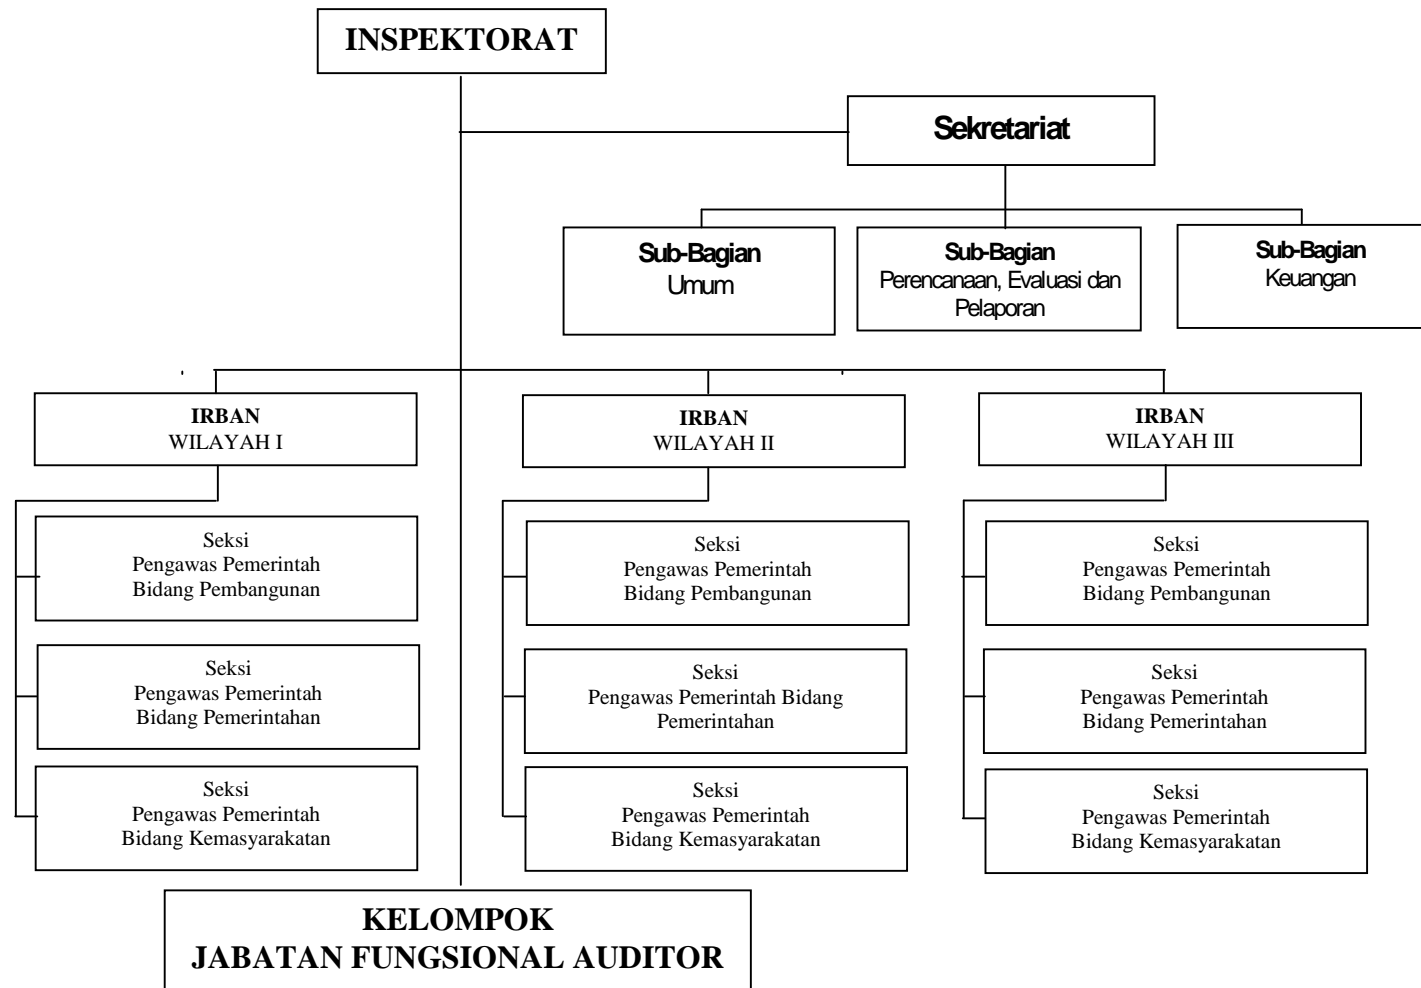 INSPEKTORAT
Sekretariat
Sub-Bagian
Umum
Sub-Bagian
Perencanaan, Evaluasi dan
Pelaporan
Sub-Bagian
Keuangan
IRBAN
WILAYAH I
IRBAN
WILAYAH II
IRBAN
WILAYAH III
Seksi
Pengawas Pemerintah
Bidang Pembangunan
Seksi
Pengawas Pemerintah
Bidang Pembangunan
Seksi
Pengawas Pemerintah
Bidang Pembangunan
Seksi
Pengawas Pemerintah
Bidang Pemerintahan
Seksi
Pengawas Pemerintah Bidang
Pemerintahan
Seksi
Pengawas Pemerintah
Bidang Pemerintahan
Seksi
Pengawas Pemerintah
Bidang Kemasyarakatan
Seksi
Pengawas Pemerintah
Bidang Kemasyarakatan
Seksi
Pengawas Pemerintah
Bidang Kemasyarakatan
KELOMPOK
JABATAN FUNGSIONAL AUDITOR